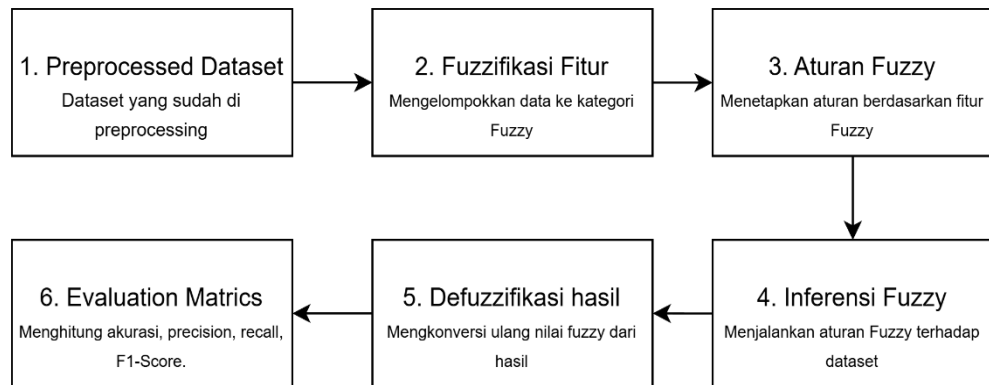 1. Preprocessed Dataset
Dataset yang sudah di
preprocessing
2. Fuzzifikasi Fitur
Mengelompokkan data ke kategori
Fuzzy
3. Aturan Fuzzy
Menetapkan aturan berdasarkan fitur
Fuzzy
4. Inferensi Fuzzy
Menjalankan aturan Fuzzy terhadap
dataset
5. Defuzzifikasi hasil
Mengkonversi ulang nilai fuzzy dari
hasil
6. Evaluation Matrics
Menghitung akurasi, precision, recall,
F1-Score.